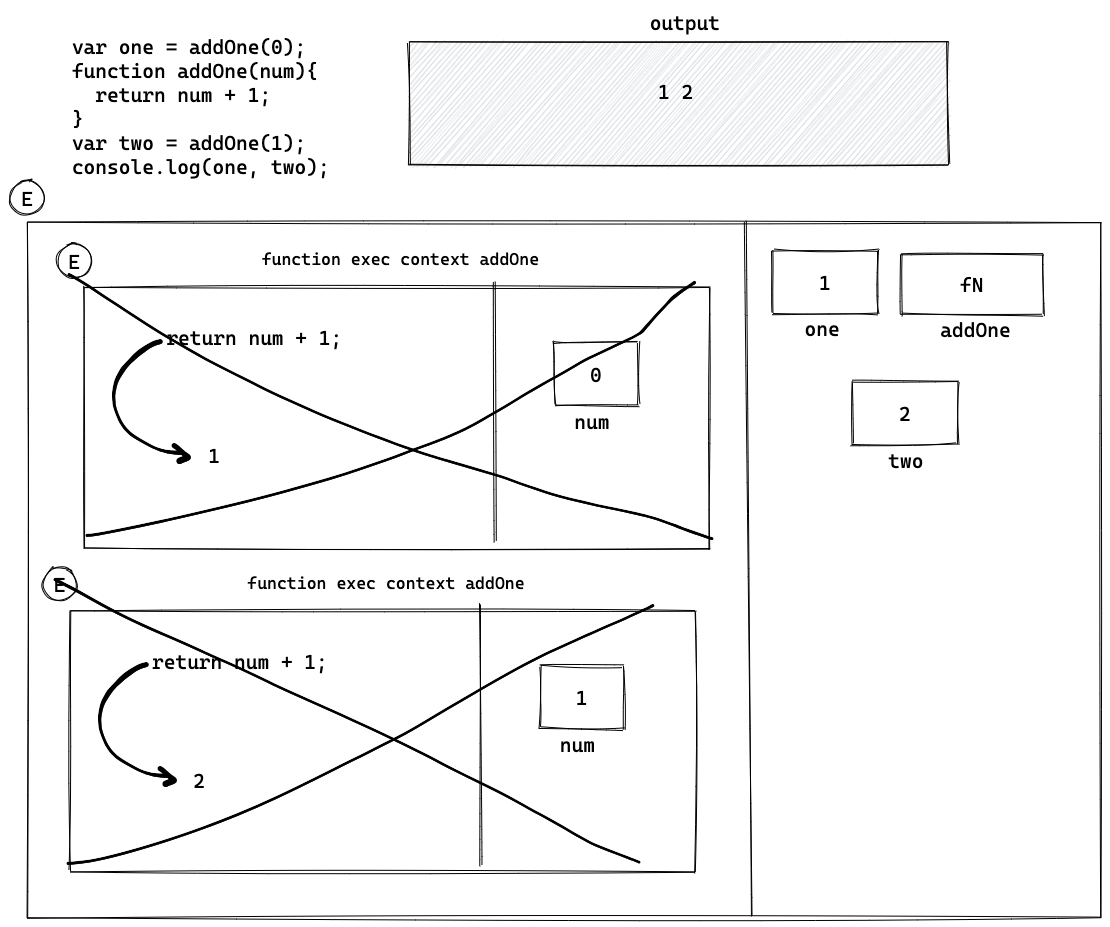 output
var one = addOne(0);
function addOne(num){
  return num + 1;
}
var two = addOne(1);
console.log(one, two);
1 2
E
E
function exec context addOne
return num + 1;
1
0
num
E
function exec context addOne
return num + 1;
2
1
num
1
one
fN
addOne
2
two